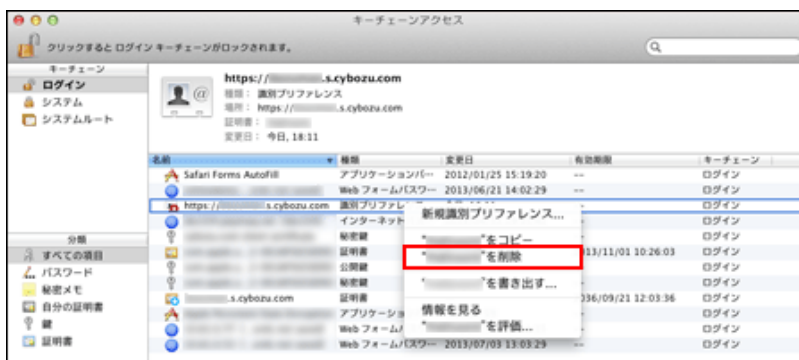 キーチェーンアクセス
クリックすると ログイン キーチェーンがロックされます。
キーチェーン
ログイン
システム
システムルート
https:// .s.cybozu.com
種類： 識別プリファレンス
場所： https:// .s.cybozu.com
証明書：
変更日： 今日, 18:11
名前 種類 変更日 有効期限 キーチェーン
Safari Forms AutoFill アプリケーションパ… 2012/01/25 15:19:20 -- ログイン
Web フォームパスワ… 2013/06/21 14:02:29 -- ログイン
https:// s.cybozu.com 識別プリファレ ログイン
インターネット ログイン
秘密鍵 ログイン
証明書 013/11/01 10:26:03 ログイン
公開鍵 ログイン
秘密鍵 ログイン
.s.cybozu.com 証明書 036/09/21 12:03:36 ログイン
アプリケーショ ログイン
Web フォーム/ ログイン
Web フォームパスワ… 2013/07/03 13:03:29 -- ログイン
新規識別プリファレンス...
“ ”をコピー
“ ”を削除
“ ”を書き出す...
情報を見る
“ ”を評価...
分類
すべての項目
パスワード
秘密メモ
自分の証明書
鍵
証明書